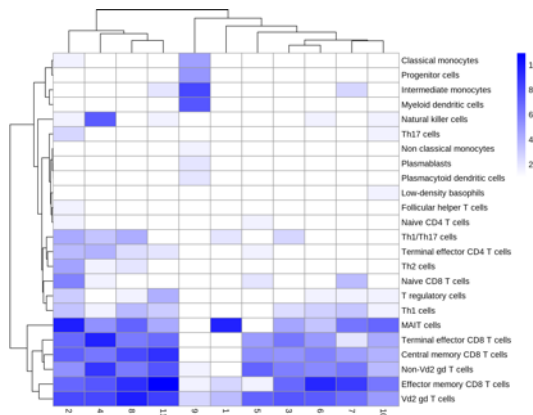 Classical monocytes
Progenitor cells
Intermediate monocytes
Myeloid dendritic cells
Natural killer cells
Th17 cells
Non classical monocytes
Plasmablasts
Plasmacytoid dendritic cells
Low-density basophils
Follicular helper T cells
Naive CD4 T cells
Th1/Th17 cells
Terminal effector CD4 T cells
Th2 cells
Naive CD8 T cells
T regulatory cells
Th1 cells
MAIT cells
Terminal effector CD8 T cells
Central memory CD8 T cells
Non-Vd2 gd T cells
Effector memory CD8 T cells
Vd2 gd T cells
8
6
4
2
2 4 8 9 1 5 3 6 7